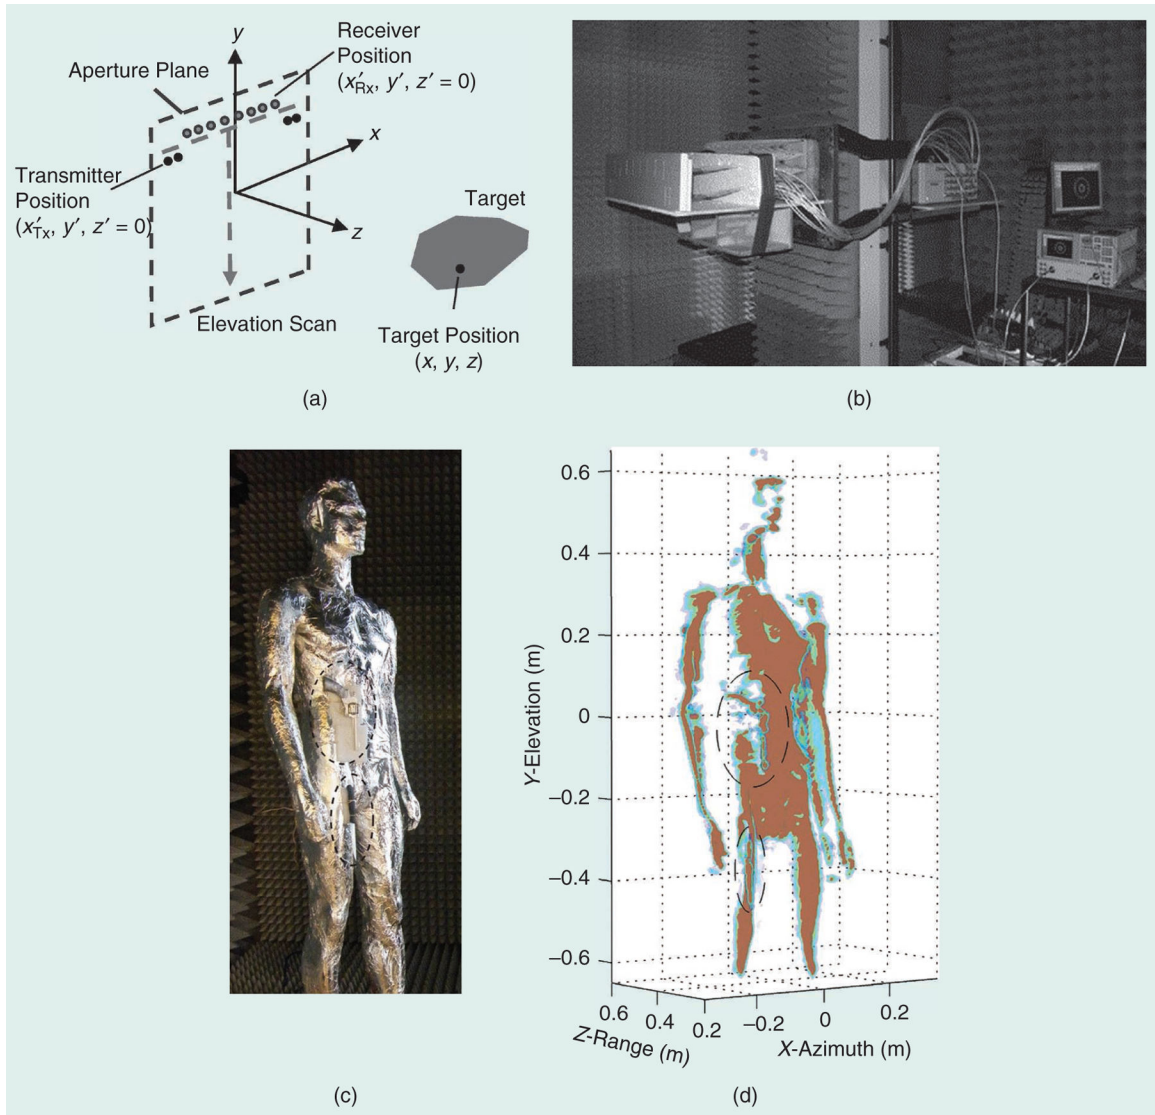 y
Receiver
Position
(x′Rx, y′, z′ = 0)
Aperture Plane
x
Transmitter
Position
(x′Tx, y′, z′ = 0)
z
Target
Elevation Scan
Target Position
(x, y, z)
(a)
(b)
0.6
0.4
0.2
0
−0.2
−0.4
−0.6
Y-Elevation (m)
0.6
0.4
0.2
Z-Range (m)
−0.2
0
0.2
X-Azimuth (m)
(c)
(d)